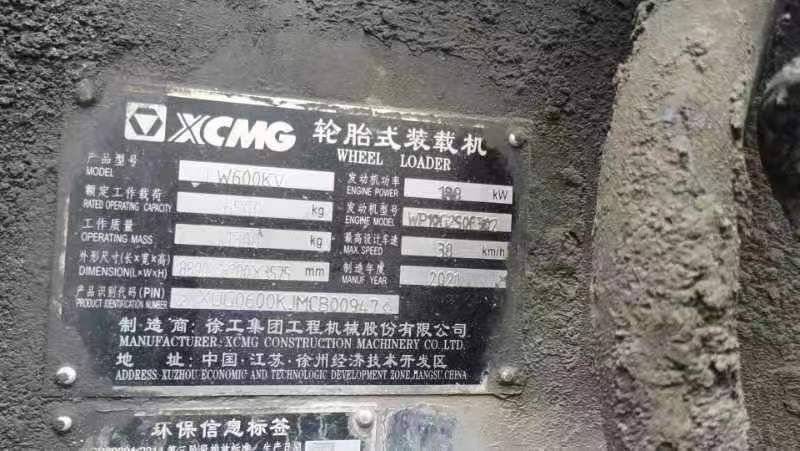 XCMG 轮胎式装载机
WHEEL LOADER
产品型号 MODEL LW600KV 发动机功率 ENGINE POWER kW
额定工作载荷 RATED OPERATING CAPACITY kg 发动机型号 ENGINE MODEL
工作质量 OPERATING MASS kg 最高设计车速 MAX. SPEED 38 km/h
外形尺寸(长×宽×高) DIMENSION(L×W×H) ×3575 mm 制造年度 MANUF. YEAR 2021
产品识别代码(PIN) PRODUCT IDENTIFICATION NUMBER
制造商:徐工集团工程机械股份有限公司
MANUFACTURER:XCMG CONSTRUCTION MACHINERY CO.,LTD.
地 址:中国·江苏·徐州经济技术开发区
ADDRESS:XUZHOU ECONOMIC AND TECHNOLOGIC DEVELOPMENT ZONE,JIANGSU,CHINA
环保信息标签